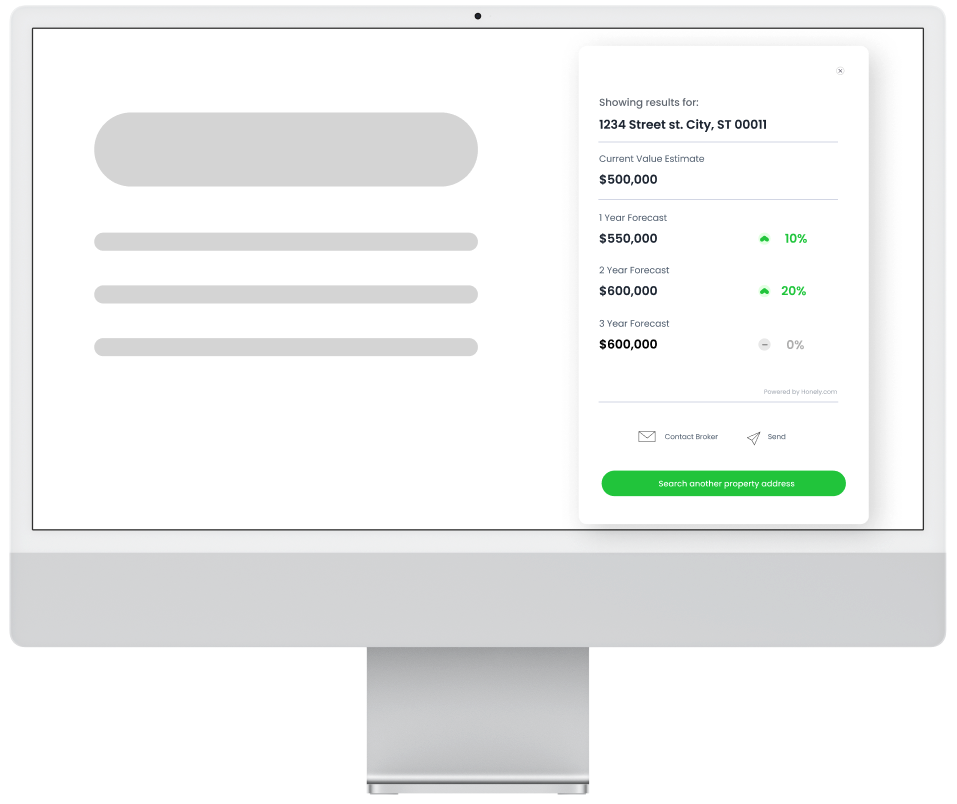 Showing results for:
1234 Street st. City, ST 00011
Current Value Estimate
$500,000
1 Year Forecast
$550,000 10%
2 Year Forecast
$600,000 20%
3 Year Forecast
$600,000 0%
Powered by Honely.com
Contact Broker Send
Search another property address